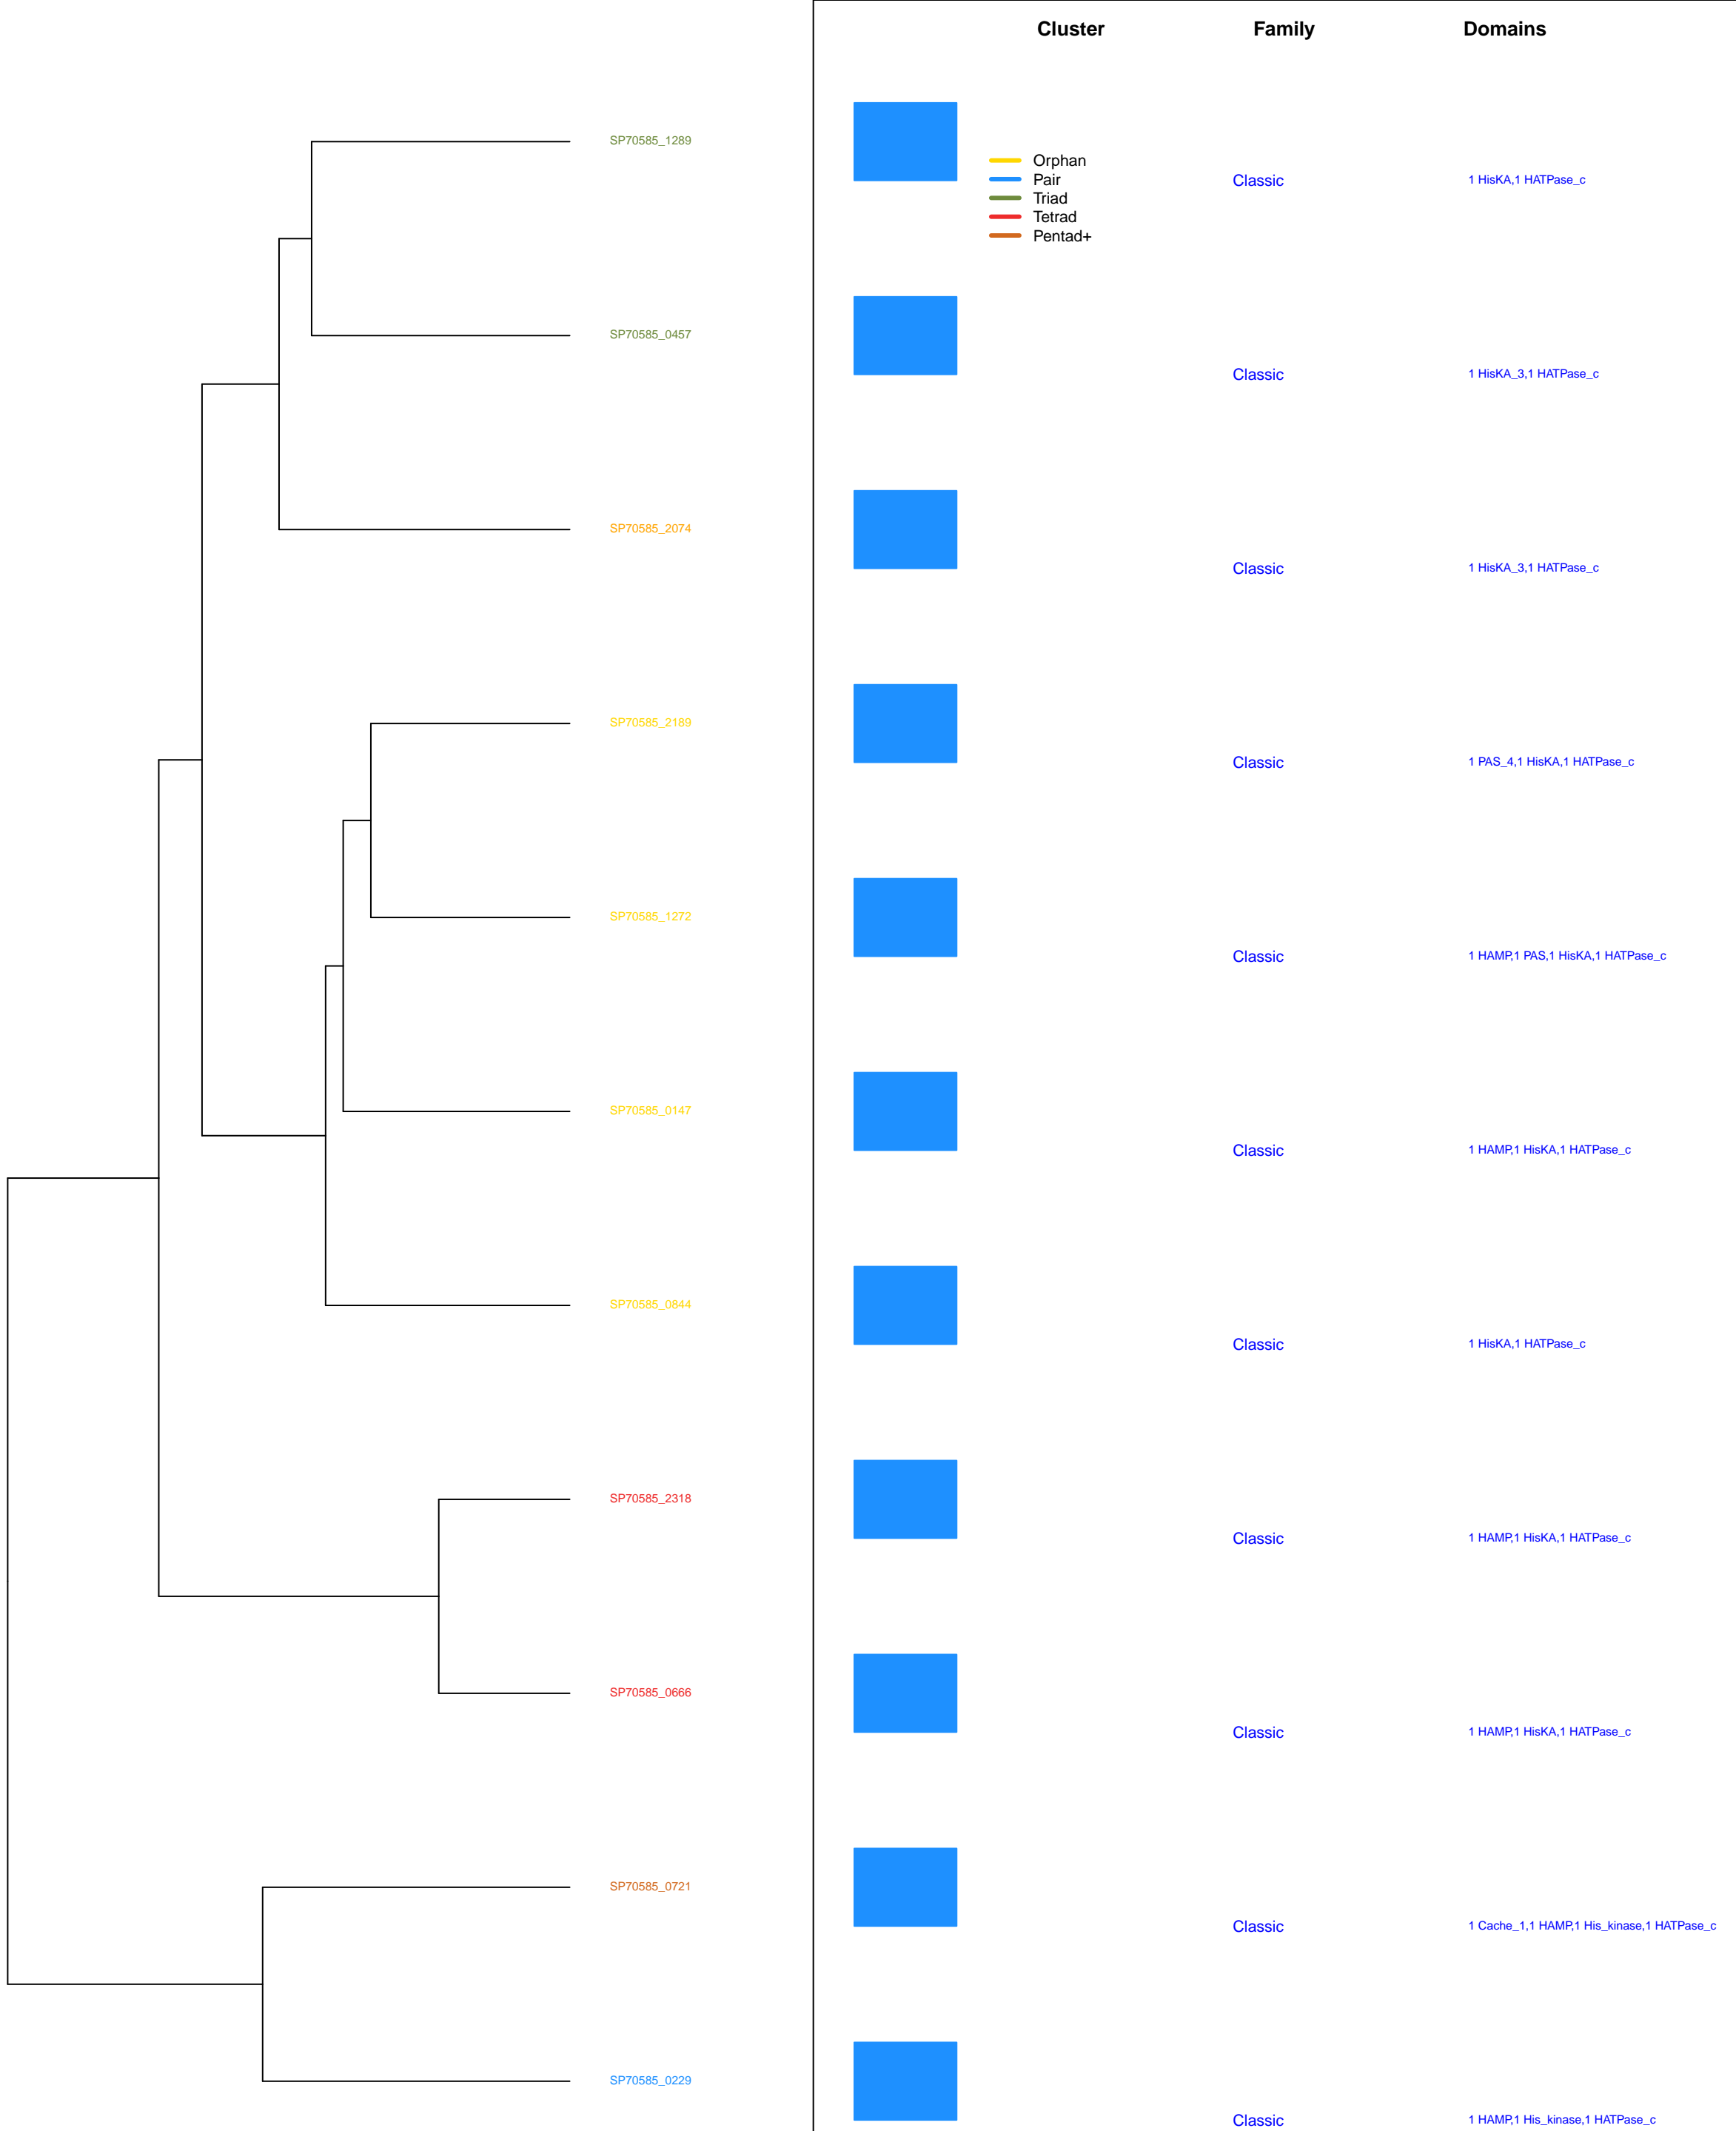 Cluster Family Domains
SP70585_1289
Orphan
Pair
Classic 1 HisKA,1 HATPase_c
Triad
Tetrad
Pentad+
SP70585_0457
Classic 1 HisKA_3,1 HATPase_c
SP70585_2074
Classic 1 HisKA_3,1 HATPase_c
SP70585_2189
Classic 1 PAS_4,1 HisKA,1 HATPase_c
SP70585_1272
Classic 1 HAMP,1 PAS,1 HisKA,1 HATPase_c
SP70585_0147
Classic 1 HAMP,1 HisKA,1 HATPase_c
SP70585_0844
Classic 1 HisKA,1 HATPase_c
SP70585_2318
Classic 1 HAMP,1 HisKA,1 HATPase_c
SP70585_0666
Classic 1 HAMP,1 HisKA,1 HATPase_c
SP70585_0721
Classic 1 Cache_1,1 HAMP,1 His_kinase,1 HATPase_c
SP70585_0229
Classic 1 HAMP,1 His_kinase,1 HATPase_c